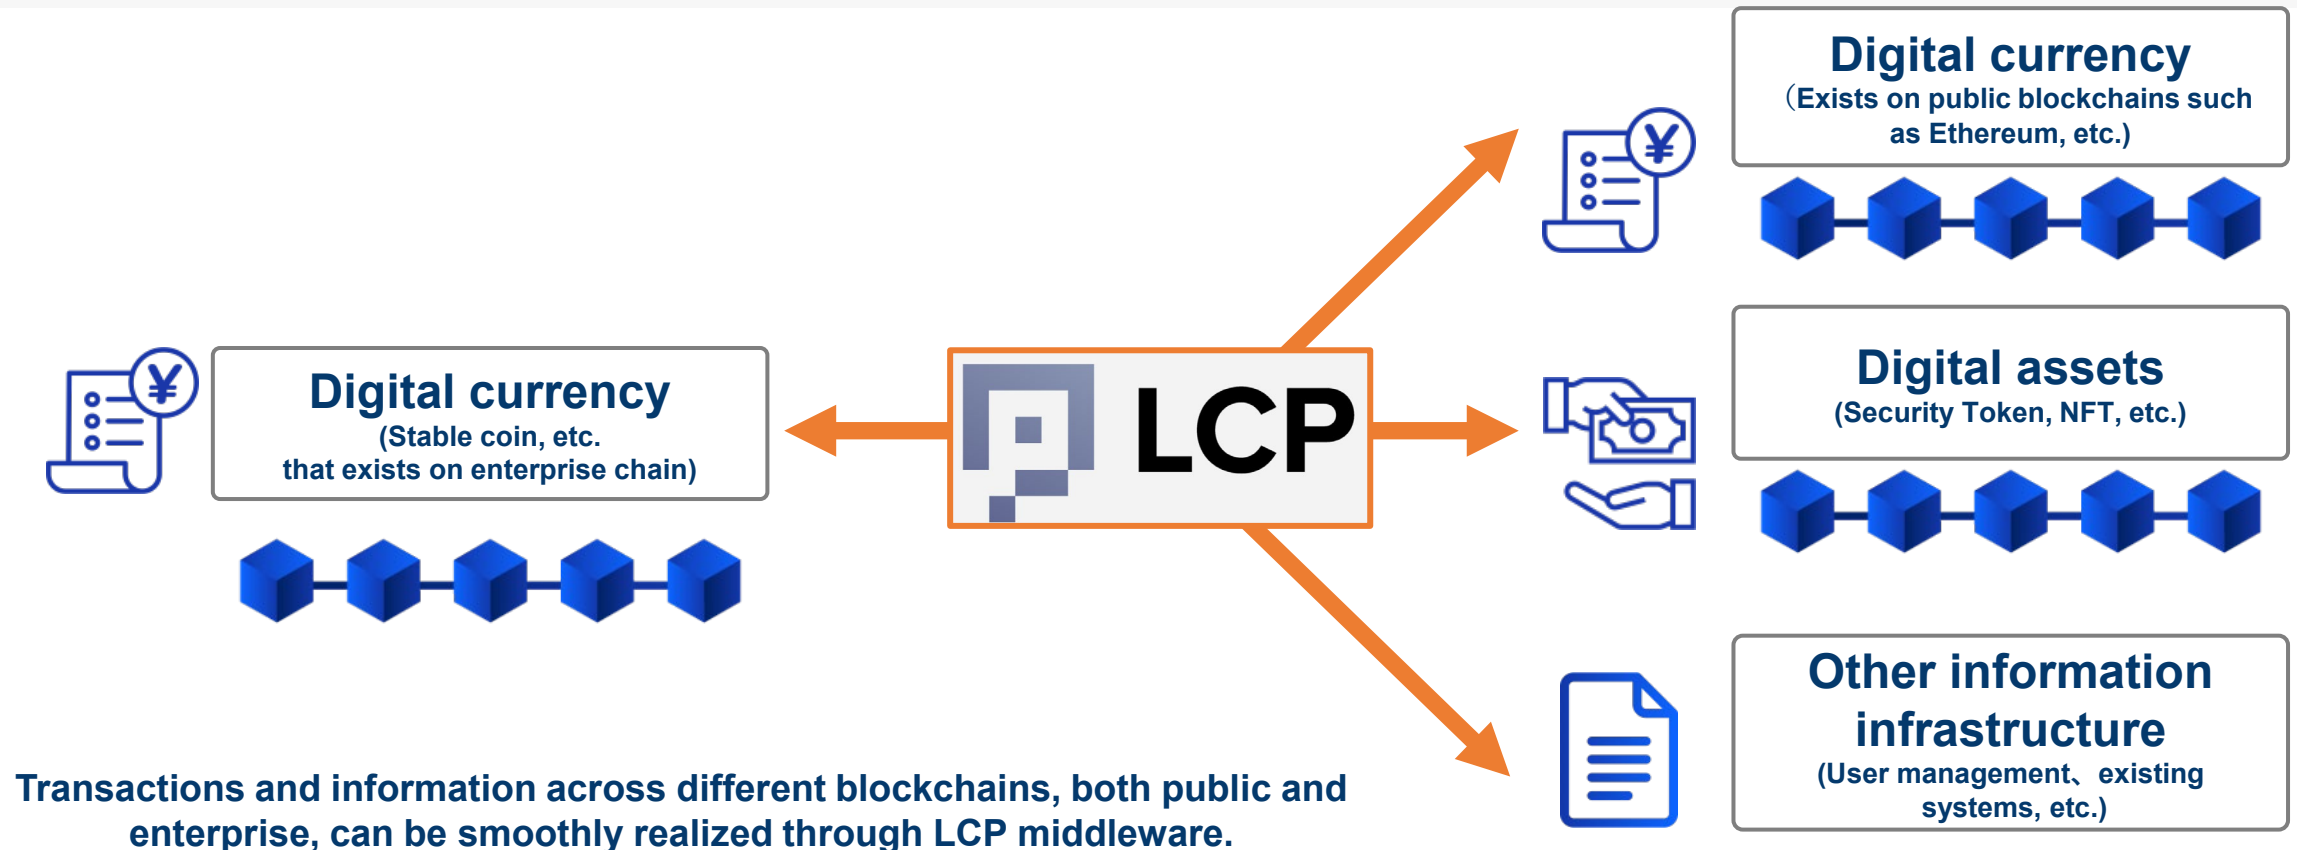 Digital currency
（Exists on public blockchains such
as Ethereum, etc.)
¥
Digital currency
(Stable coin, etc.
that exists on enterprise chain)
¥
LCP
Digital assets
(Security Token, NFT, etc.)
Other information
infrastructure
(User management、existing
systems, etc.)
Transactions and information across different blockchains, both public and
enterprise, can be smoothly realized through LCP middleware.